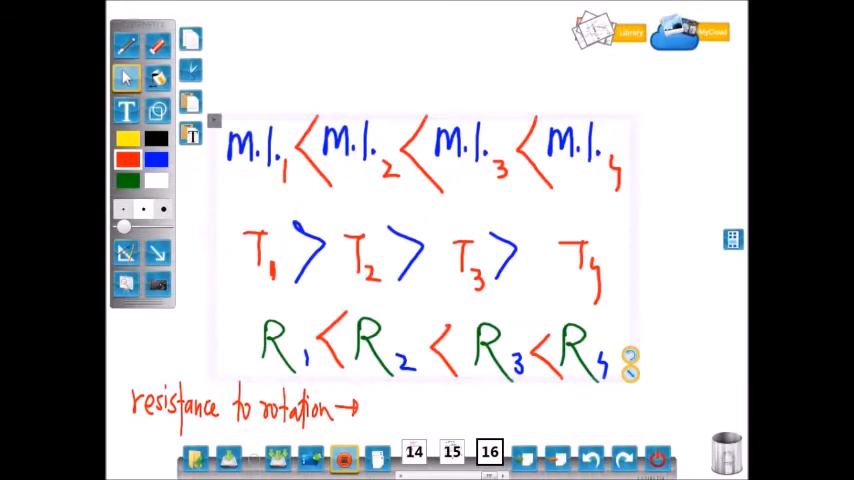 Library
MyCloud
M.I.1 < M.I.2 < M.I.3 < M.I.4
T1 > T2 > T3 > T4
R1 < R2 < R3 < R4
resistance to rotation →
T
T
14 15 16